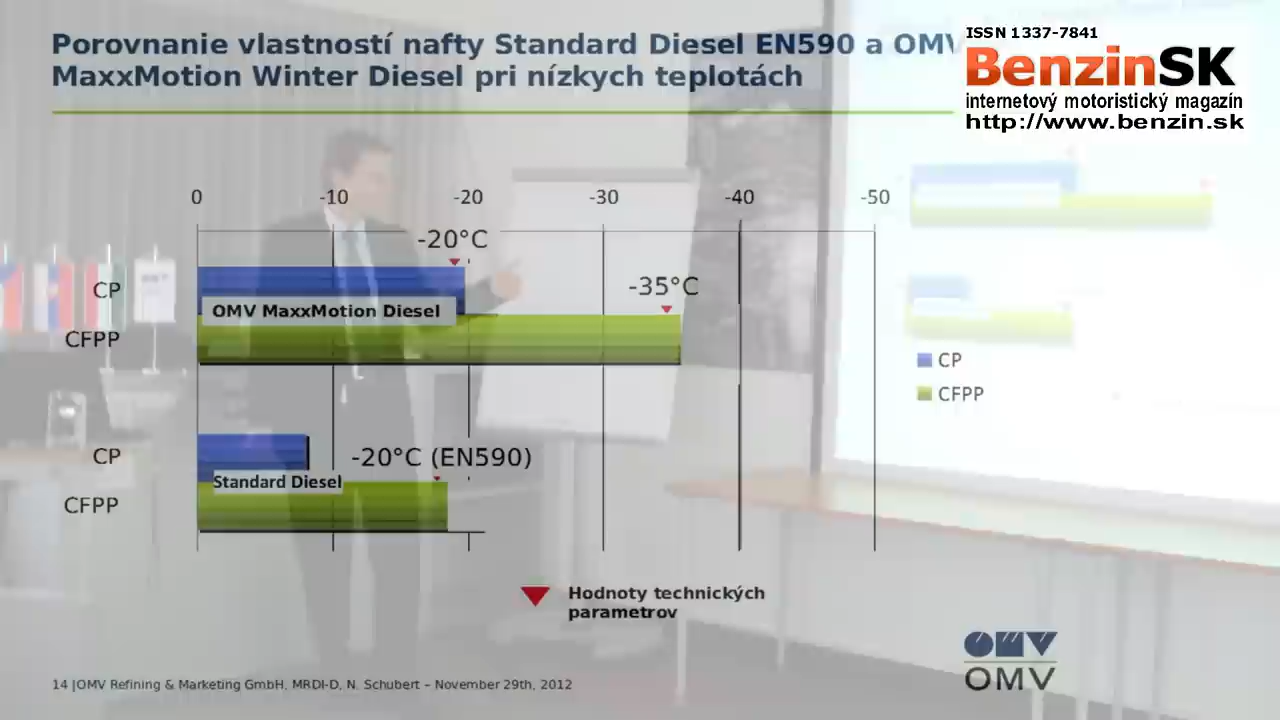 Porovnanie vlastností nafty Standard Diesel EN590 a OMV
MaxxMotion Winter Diesel pri nízkych teplotách
ISSN 1337-7841
BenzinSK
internetový motoristický magazín
http://www.benzin.sk
0 -10 -20 -30 -40 -50
-20°C
-35°C
CP
OMV MaxxMotion Diesel
CFPP
CP
CFPP
CP
-20°C (EN590)
Standard Diesel
CFPP
Hodnoty technických
parametrov
OMV
OMV
14 |OMV Refining & Marketing GmbH, MRDI-D, N. Schubert – November 29th, 2012